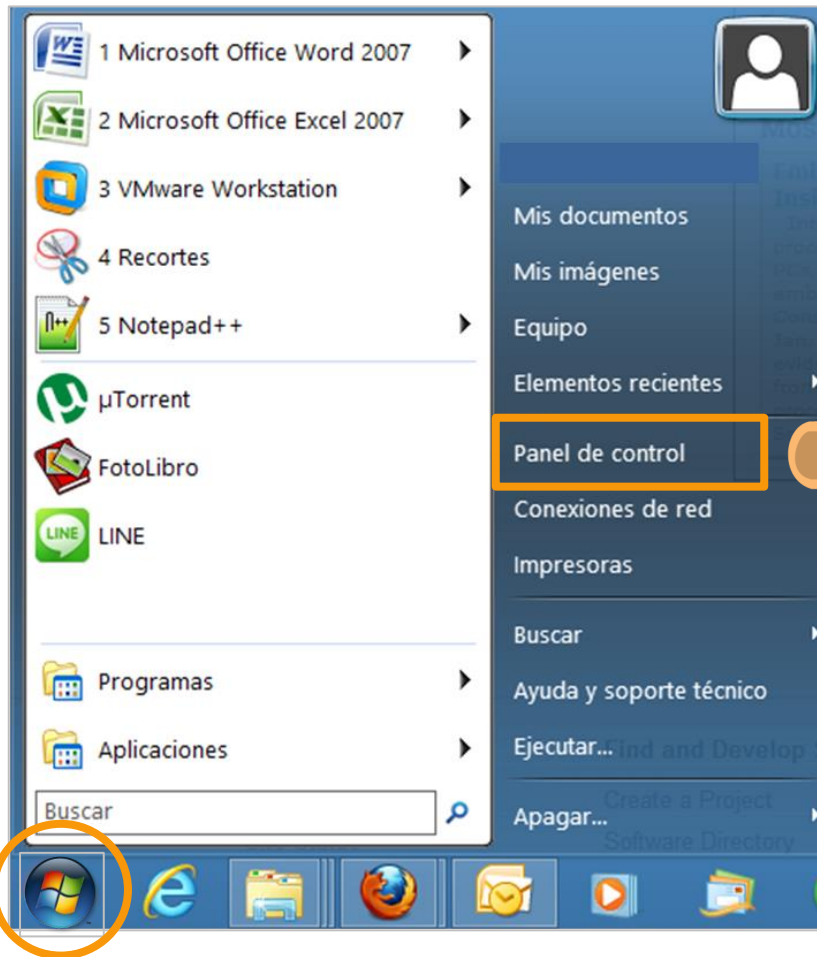 1 Microsoft Office Word 2007
2 Microsoft Office Excel 2007
3 VMware Workstation
4 Recortes
5 Notepad++
µTorrent
FotoLibro
LINE
LINE
Programas
Aplicaciones
Buscar
Mis documentos
Mis imágenes
Equipo
Elementos recientes
Panel de control
Conexiones de red
Impresoras
Buscar
Ayuda y soporte técnico
Ejecutar...
Find and Develop
Create a Project
Apagar...
Software Directory